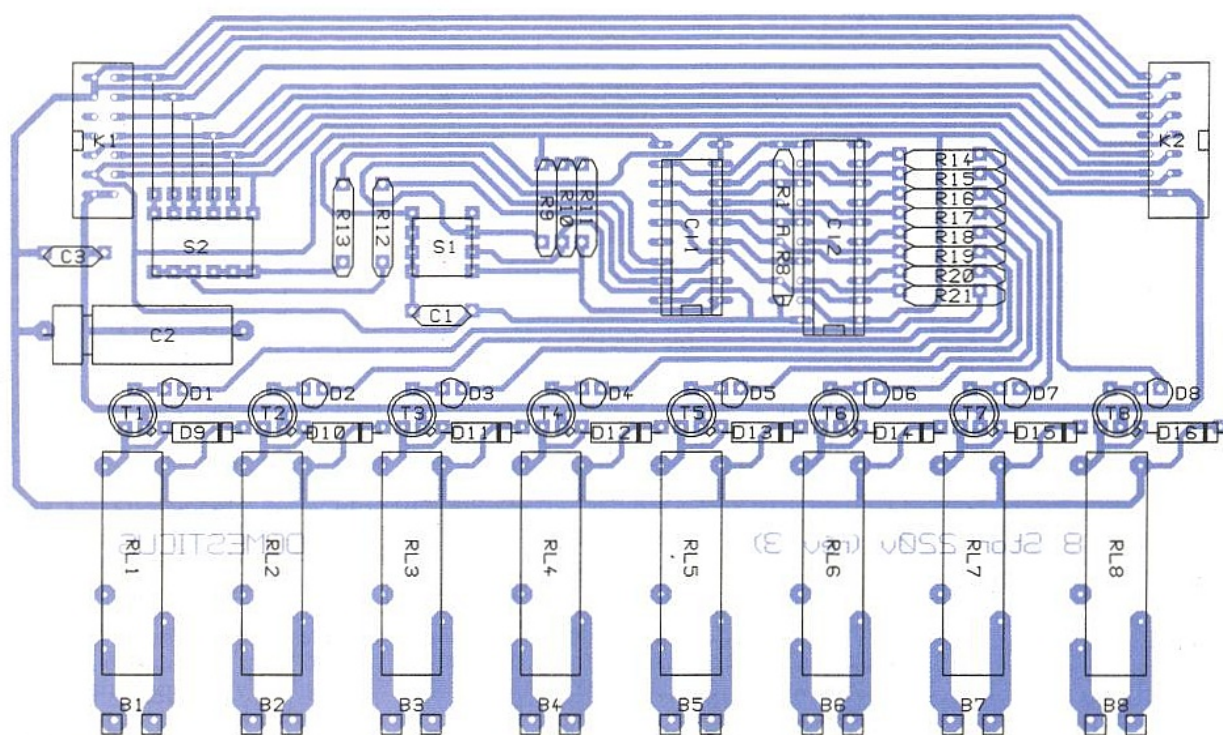 K1
K2
R14
R15
R16
R17
R18
R19
R20
R21
R13
R12
R9
R10
R11
R1 A R8
CI1
CI2
S2
S1
C3
C2
C1
T1 D1 T2 D2 T3 D3 T4 D4 T5 D5 T6 D6 T7 D7 T8 D8
D9 D10 D11 D12 D13 D14 D15 D16
RL1 RL2 RL3 RL4 RL5 RL6 RL7 RL8
DOMESTICUS
8 Stor 220v (rev 3)
B1 B2 B3 B4 B5 B6 B7 B8